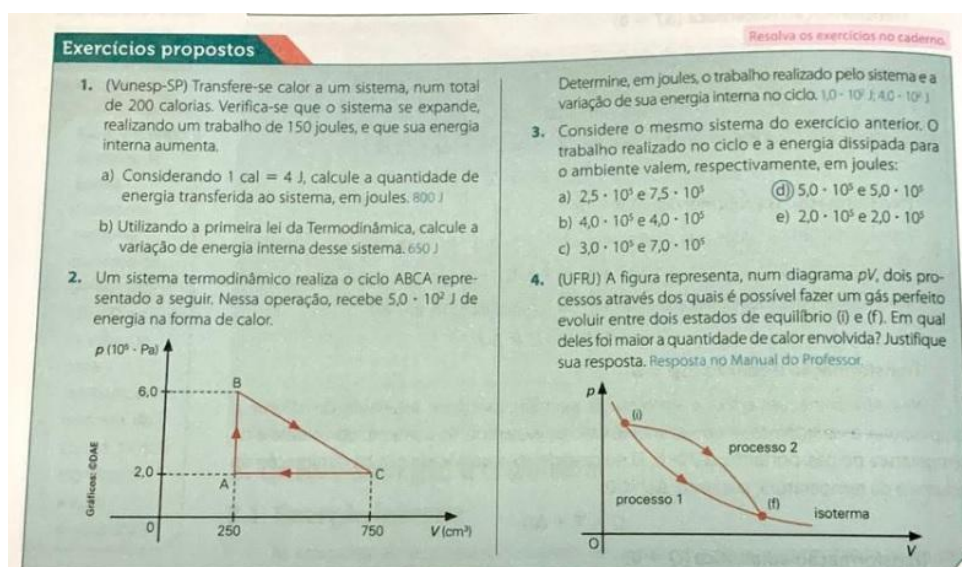 Exercícios propostos
Resolva os exercícios no caderno.
1. (Vunesp-SP) Transfere-se calor a um sistema, num total
de 200 calorias. Verifica-se que o sistema se expande,
realizando um trabalho de 150 joules, e que sua energia
interna aumenta.
a) Considerando 1 cal = 4 J, calcule a quantidade de
energia transferida ao sistema, em joules. 800 J
b) Utilizando a primeira lei da Termodinâmica, calcule a
variação de energia interna desse sistema. 650 J
2. Um sistema termodinâmico realiza o ciclo ABCA repre-
sentado a seguir. Nessa operação, recebe 5,0 · 10² J de
energia na forma de calor.
p (10⁵ · Pa)
6,0
B
2,0
A
C
0
250
750
V (cm³)
Gráficos: ©DAE
Determine, em joules, o trabalho realizado pelo sistema e a
variação de sua energia interna no ciclo. 1,0 · 10² J; 4,0 · 10² J
3. Considere o mesmo sistema do exercício anterior. O
trabalho realizado no ciclo e a energia dissipada para
o ambiente valem, respectivamente, em joules:
a) 2,5 · 10⁵ e 7,5 · 10⁵
b) 4,0 · 10⁵ e 4,0 · 10⁵
c) 3,0 · 10⁵ e 7,0 · 10⁵
d) 5,0 · 10⁵ e 5,0 · 10⁵
e) 2,0 · 10⁵ e 2,0 · 10⁵
4. (UFRJ) A figura representa, num diagrama pV, dois pro-
cessos através dos quais é possível fazer um gás perfeito
evoluir entre dois estados de equilíbrio (i) e (f). Em qual
deles foi maior a quantidade de calor envolvida? Justifique
sua resposta. Resposta no Manual do Professor.
p
(i)
processo 2
processo 1
(f)
isoterma
O
V